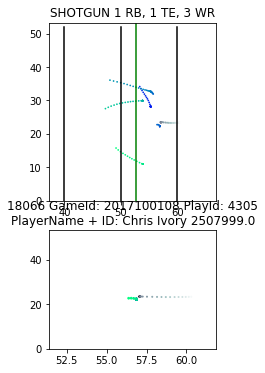 SHOTGUN 1 RB, 1 TE, 3 WR
50
40
30
20
10
0
40 50 60
18066 GameId: 2017100108 PlayId: 4305
PlayerName + ID: Chris Ivory 2507999.0
40
20
0
52.5 55.0 57.5 60.0